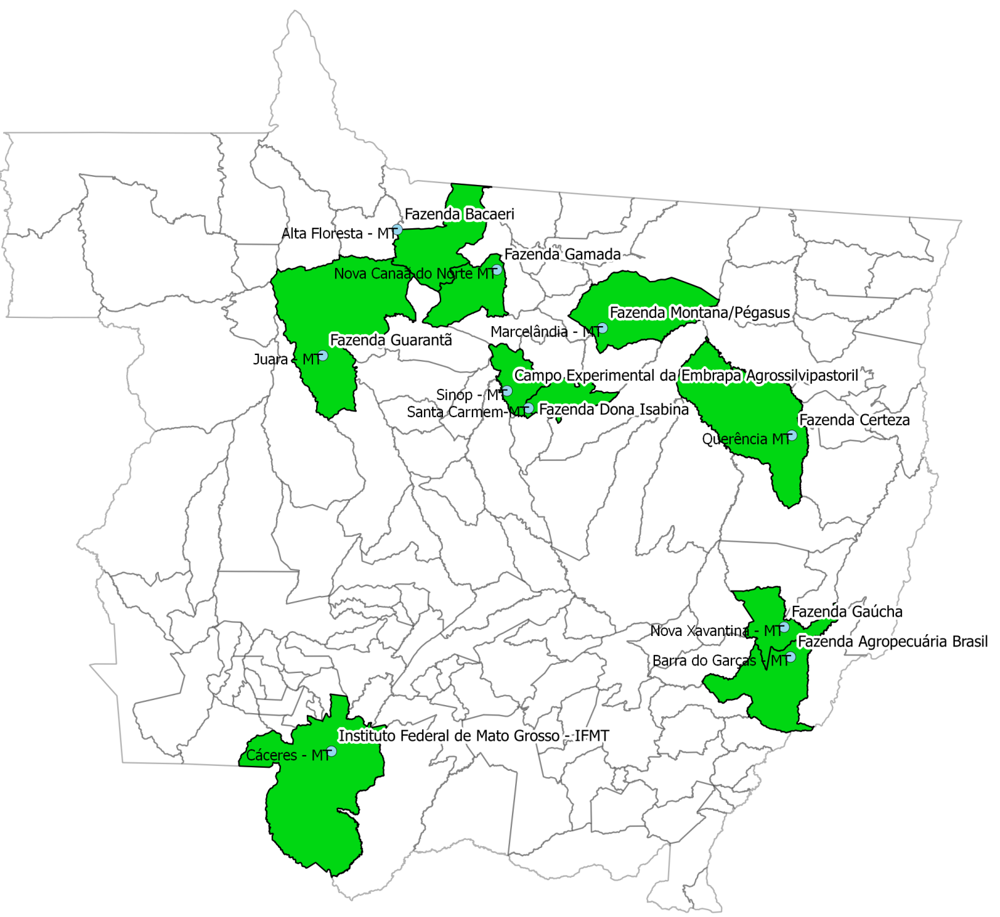 Fazenda Bacaeri
Alta Floresta - MT
Fazenda Gamada
Nova Canaã do Norte MT
Fazenda Montana/Pégasus
Marcelândia - MT
Fazenda Guarantã
Juara - MT
Campo Experimental da Embrapa Agrossilvipastoril
Sinop - MT
Santa Carmem-MT
Fazenda Dona Isabina
Fazenda Certeza
Querência MT
Fazenda Gaúcha
Nova Xavantina - MT
Fazenda Agropecuária Brasil
Barra do Garças - MT
Instituto Federal de Mato Grosso - IFMT
Cáceres - MT